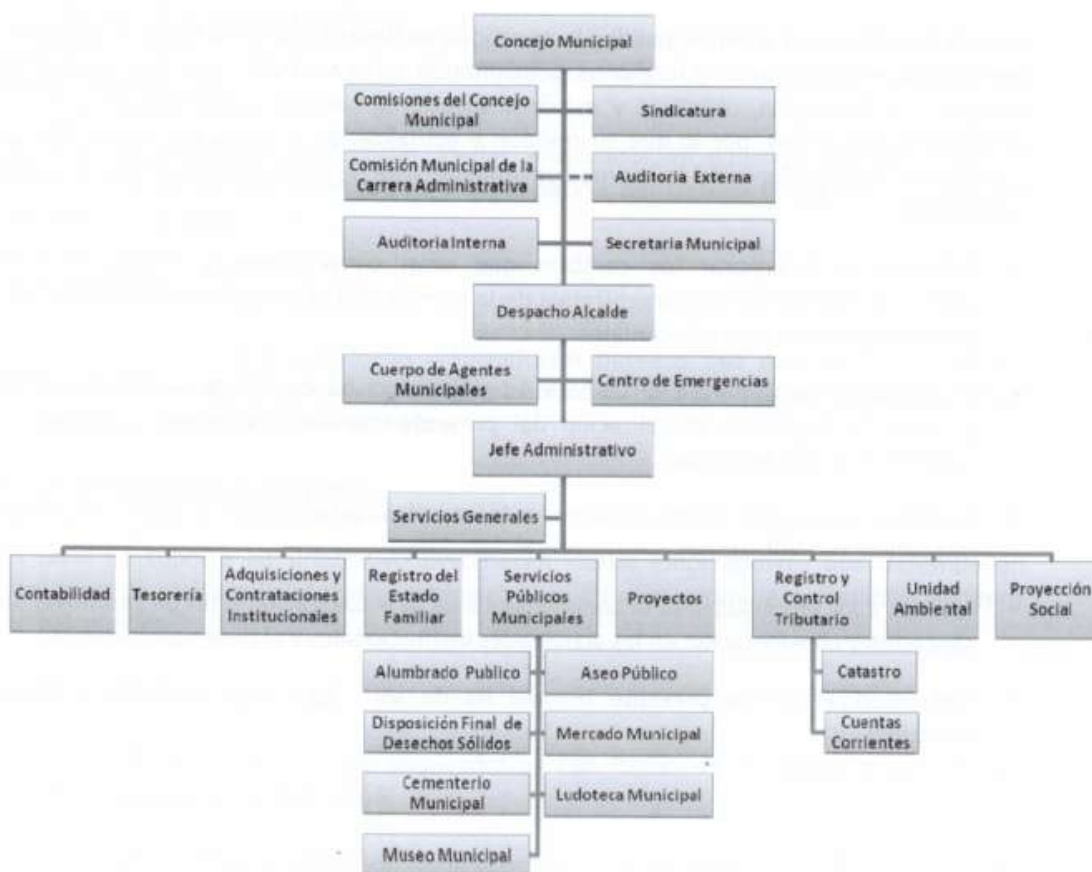 Concejo Municipal
Comisiones del Concejo
Municipal
Sindicatura
Comisión Municipal de la
Carrera Administrativa
Auditoria Externa
Auditoria Interna
Secretaria Municipal
Despacho Alcalde
Cuerpo de Agentes
Municipales
Centro de Emergencias
Jefe Administrativo
Servicios Generales
Contabilidad
Tesorería
Adquisiciones y
Contrataciones
Institucionales
Registro del
Estado
Familiar
Servicios
Públicos
Municipales
Proyectos
Registro y
Control
Tributario
Unidad
Ambiental
Proyección
Social
Alumbrado Publico
Aseo Público
Disposición Final de
Desechos Sólidos
Mercado Municipal
Cementerio
Municipal
Ludoteca Municipal
Museo Municipal
Catastro
Cuentas
Corrientes